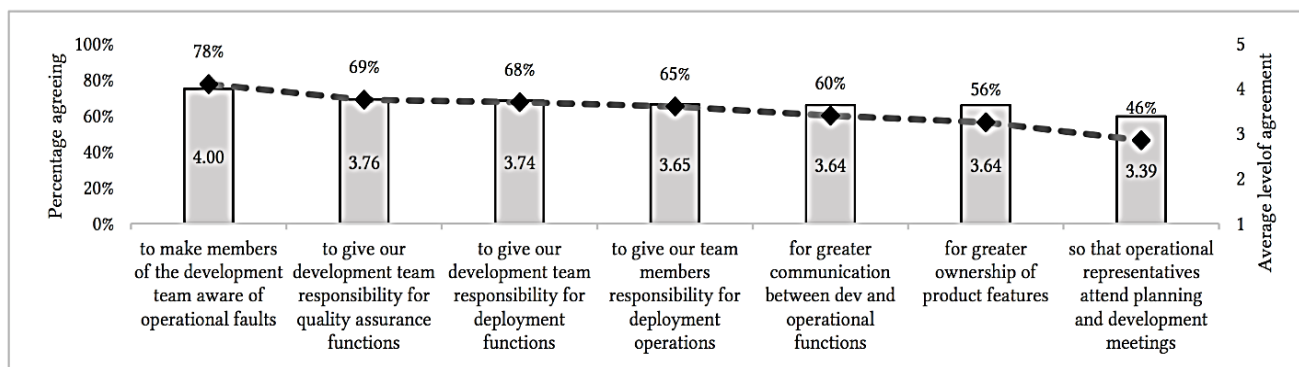 Percentage agreeing
100%
80%
60%
40%
20%
0%
78%
69%
68%
65%
60%
56%
46%
4.00
3.76
3.74
3.65
3.64
3.64
3.39
5
4
3
2
1
Average levelof agreement
to make members
of the development
team aware of
operational faults
to give our
development team
responsibility for
quality assurance
functions
to give our
development team
responsibility for
deployment
functions
to give our team
members
responsibility for
deployment
operations
for greater
communication
between dev and
operational
functions
for greater
ownership of
product features
so that operational
representatives
attend planning
and development
meetings